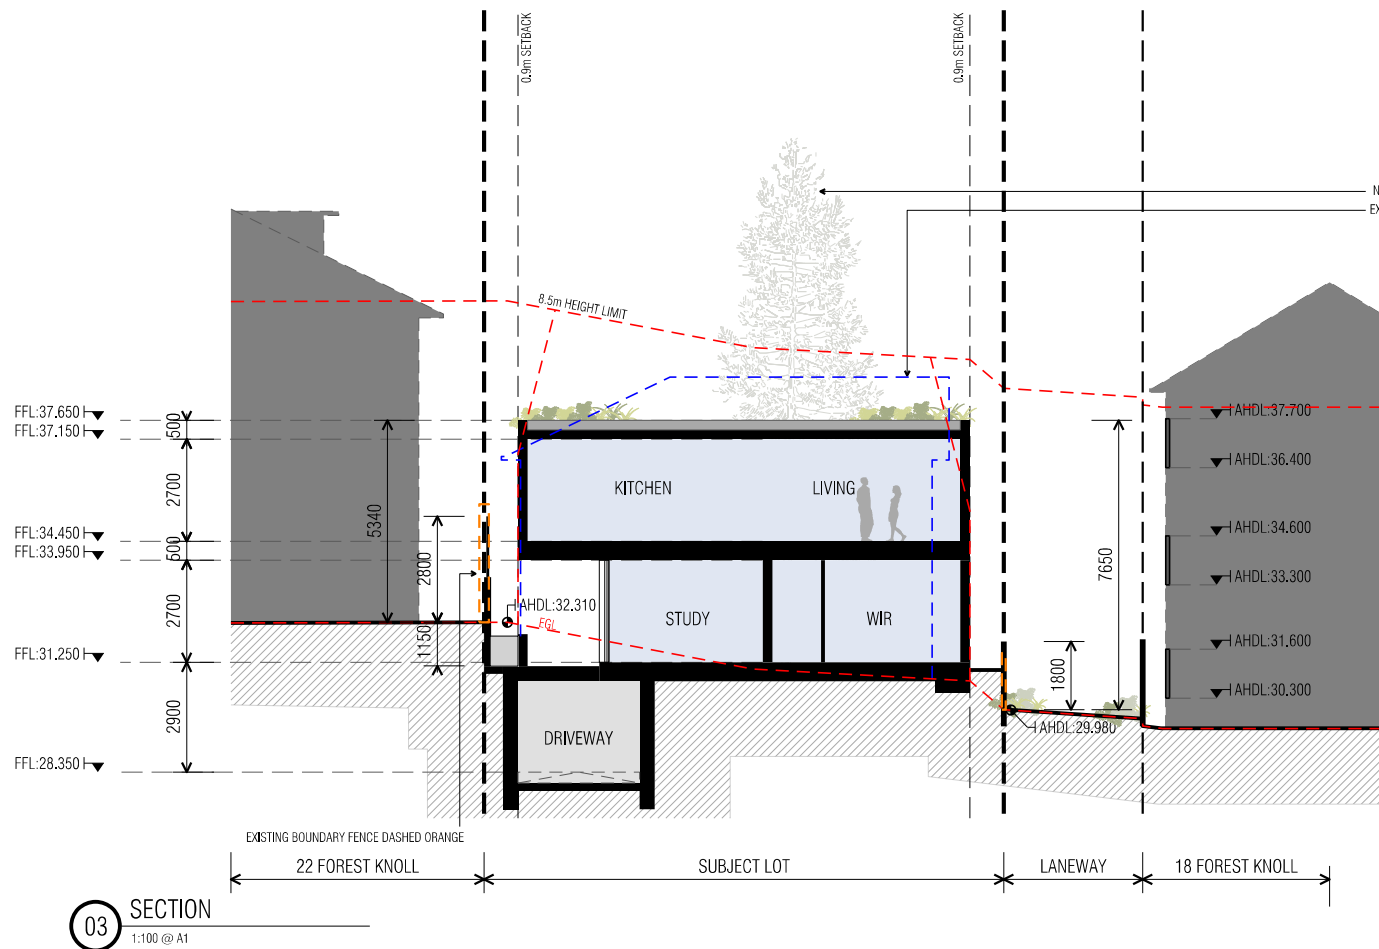 0.9m SETBACK
0.9m SETBACK
N
EX
8.5m HEIGHT LIMIT
FFL:37.650
FFL:37.150
FFL:34.450
FFL:33.950
FFL:31.250
FFL:28.350
500
2700
500
2700
2900
5340
2800
1150
KITCHEN
LIVING
AHDL:32.310
EGL
STUDY
WIR
DRIVEWAY
7650
1800
AHDL:29.980
AHDL:37.700
AHDL:36.400
AHDL:34.600
AHDL:33.300
AHDL:31.600
AHDL:30.300
EXISTING BOUNDARY FENCE DASHED ORANGE
22 FOREST KNOLL
SUBJECT LOT
LANEWAY
18 FOREST KNOLL
03
SECTION
1:100 @ A1